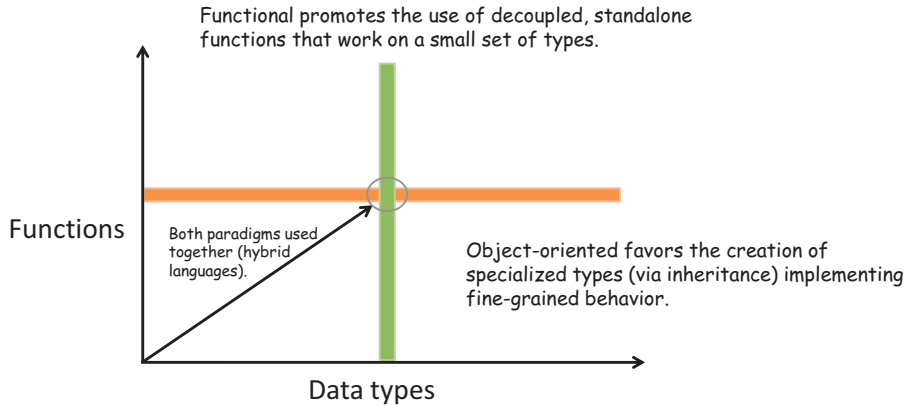 Functional promotes the use of decoupled, standalone
functions that work on a small set of types.
Functions
Both paradigms used
together (hybrid
languages).
Object-oriented favors the creation of
specialized types (via inheritance) implementing
fine-grained behavior.
Data types